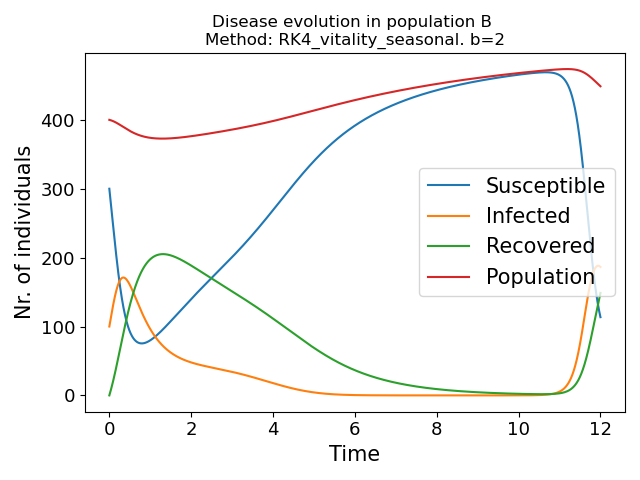 Disease evolution in population B
Method: RK4_vitality_seasonal. b=2
Nr. of individuals
400
300
200
100
0
Susceptible
Infected
Recovered
Population
0 2 4 6 8 10 12
Time